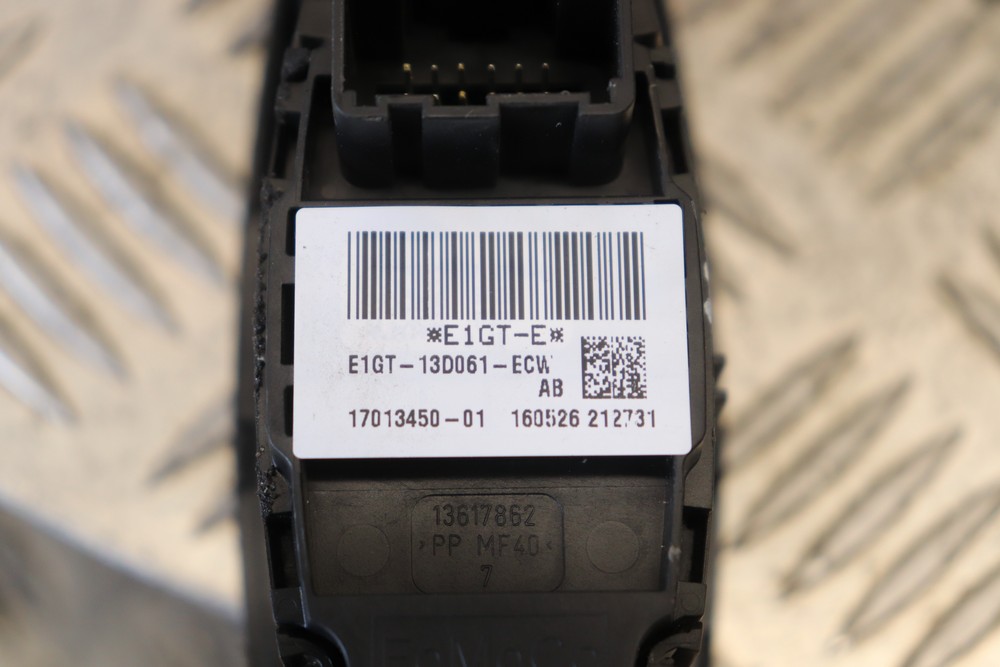 *E1GT-E*
E1GT-13D061-ECW
AB
17013450-01 160526 212731
13617862
>PP MF40<
7